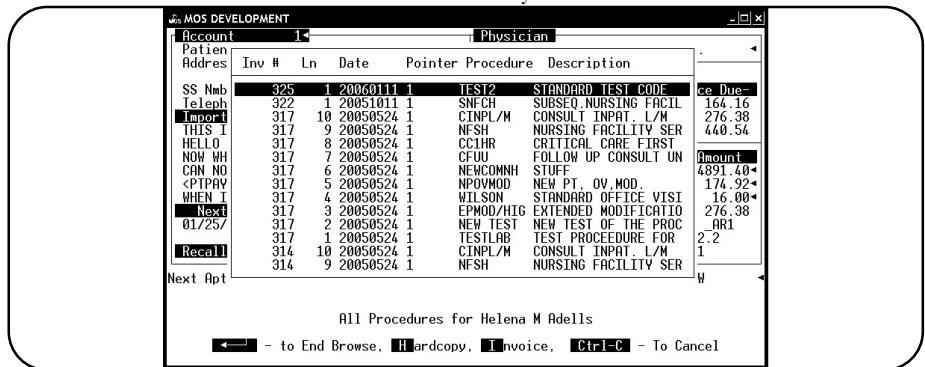 MOS DEVELOPMENT
Account 1 Physician
Patien .
Addres Inv # Ln Date Pointer Procedure Description
SS Nmb 325 1 20060111 1 TEST2 STANDARD TEST CODE ce Due-
Teleph 322 1 20051011 1 SNFCH SUBSEQ.NURSING FACIL 164.16
Import 317 10 20050524 1 CINPL/M CONSULT INPAT. L/M 276.38
THIS I 317 9 20050524 1 NFSH NURSING FACILITY SER 440.54
HELLO 317 8 20050524 1 CC1HR CRITICAL CARE FIRST
NOW WH 317 7 20050524 1 CFUU FOLLOW UP CONSULT UN Amount
CAN NO 317 6 20050524 1 NEWCOMNH STUFF 4891.40
<PTPAY 317 5 20050524 1 NPOVMOD NEW PT, OV,MOD. 174.92
WHEN I 317 4 20050524 1 WILSON STANDARD OFFICE VISI 16.00
Next 317 3 20050524 1 EPMOD/HIG EXTENDED MODIFICATIO 276.38
01/25/ 317 2 20050524 1 NEW TEST NEW TEST OF THE PROC _AR1
317 1 20050524 1 TESTLAB TEST PROCEEDURE FOR 2.2
Recall 314 10 20050524 1 CINPL/M CONSULT INPAT. L/M 1
314 9 20050524 1 NFSH NURSING FACILITY SER
Next Apt W
All Procedures for Helena M Adells
- to End Browse, Hardcopy, Invoice, Ctrl-C - To Cancel